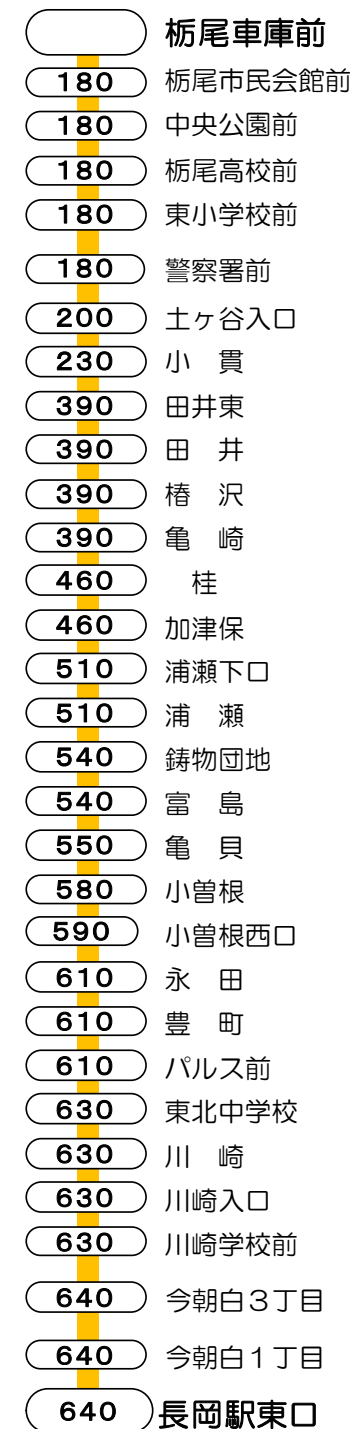 栃尾車庫前
180 栃尾市民会館前
180 中央公園前
180 栃尾高校前
180 東小学校前
180 警察署前
200 土ヶ谷入口
230 小　貫
390 田井東
390 田　井
390 椿　沢
390 亀　崎
460 桂
460 加津保
510 浦瀬下口
510 浦　瀬
540 鋳物団地
540 富　島
550 亀　貝
580 小曽根
590 小曽根西口
610 永　田
610 豊　町
610 パルス前
630 東北中学校
630 川　崎
630 川崎入口
630 川崎学校前
640 今朝白３丁目
640 今朝白１丁目
640 長岡駅東口